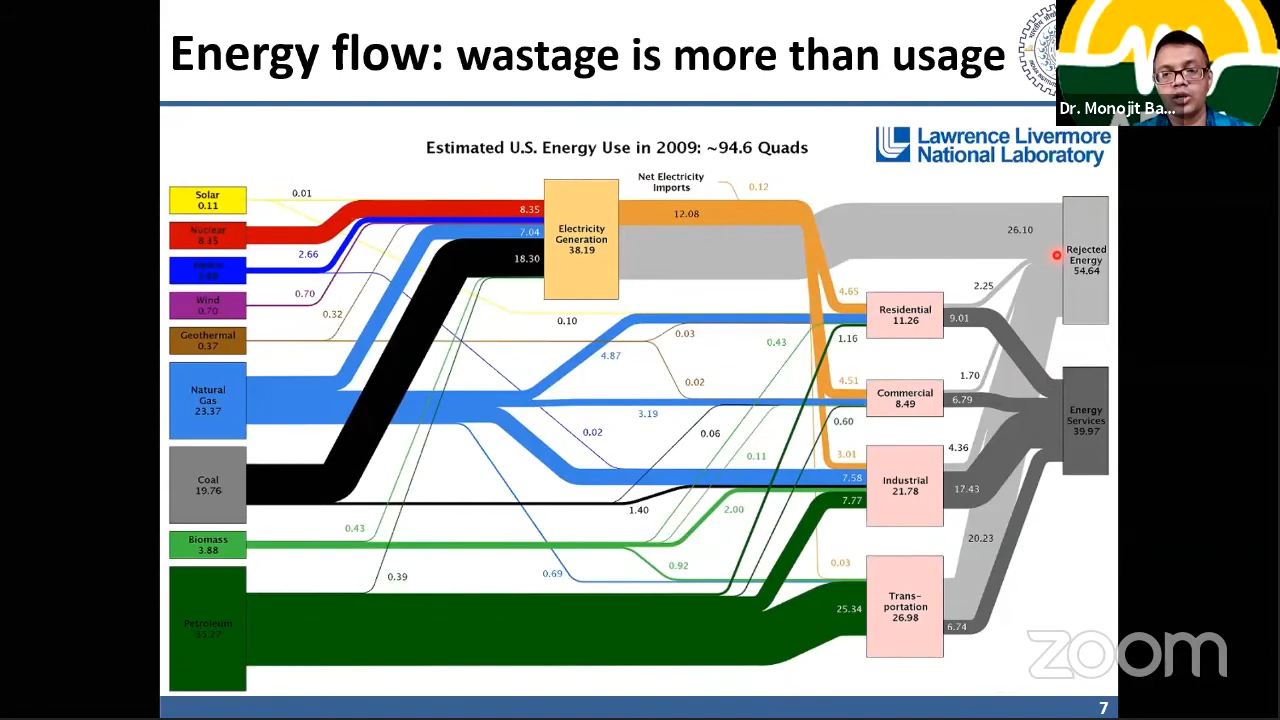 Energy flow: wastage is more than usage
Dr. Monojit Ba...
Lawrence Livermore
National Laboratory
Estimated U.S. Energy Use in 2009: ~94.6 Quads
Net Electricity
Imports
0.12
Solar
0.11
0.01
Nuclear
8.35
8.35
12.08
26.10
Electricity
Generation
38.19
7.04
Rejected
Energy
54.64
2.66
18.30
Wind
0.70
0.70
0.32
Geothermal
0.37
0.10
0.03
4.65
2.25
Residential
11.26
9.01
0.43
1.16
4.87
Natural
Gas
23.37
0.02
4.51
1.70
Commercial
8.49
6.79
3.19
0.60
Energy
Services
39.97
0.02
0.06
0.11
3.01
4.36
Coal
19.76
7.58
Industrial
21.78
17.43
7.77
1.40
2.00
0.43
Biomass
3.88
20.23
0.92
0.03
0.69
0.39
Petroleum
35.27
25.34
Trans-
portation
26.98
6.74
zoom
7